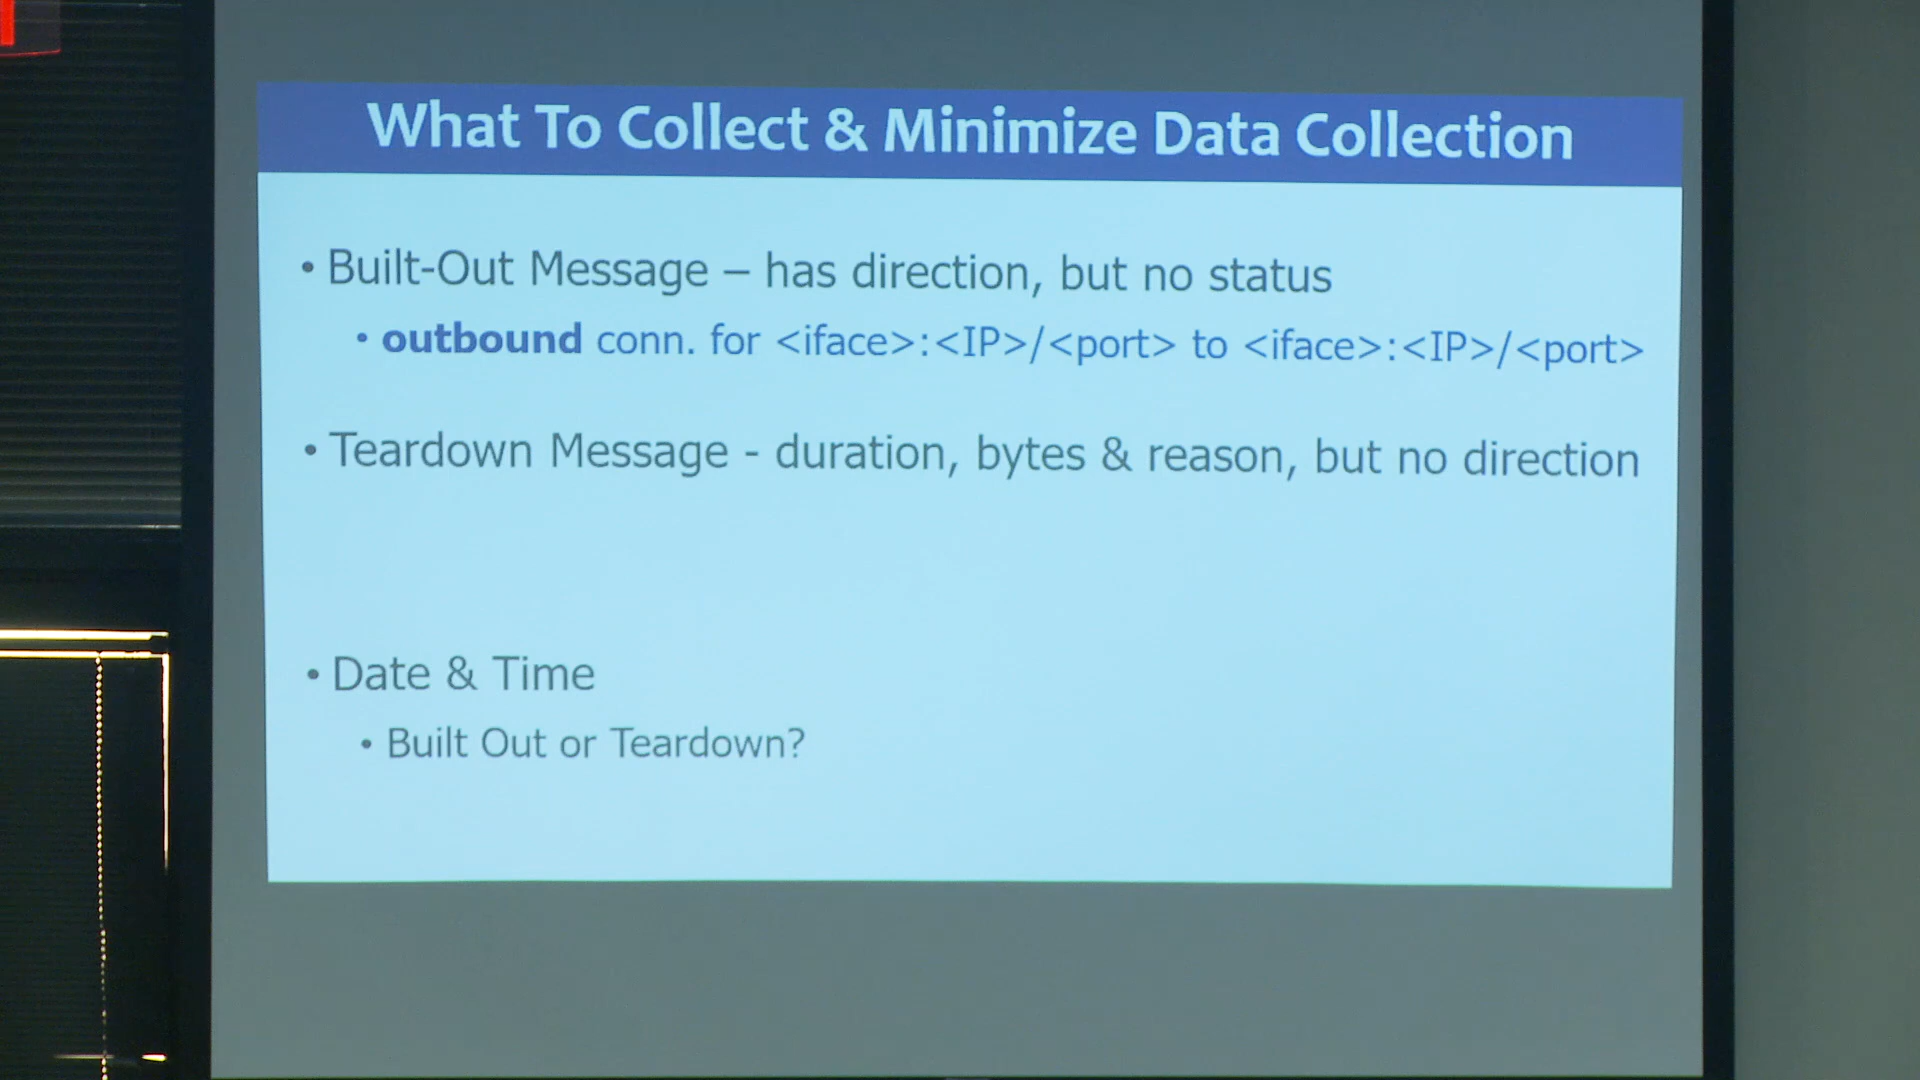 What To Collect & Minimize Data Collection
• Built-Out Message – has direction, but no status
• outbound conn. for <iface>:<IP>/<port> to <iface>:<IP>/<port>
• Teardown Message - duration, bytes & reason, but no direction
• Date & Time
• Built Out or Teardown?